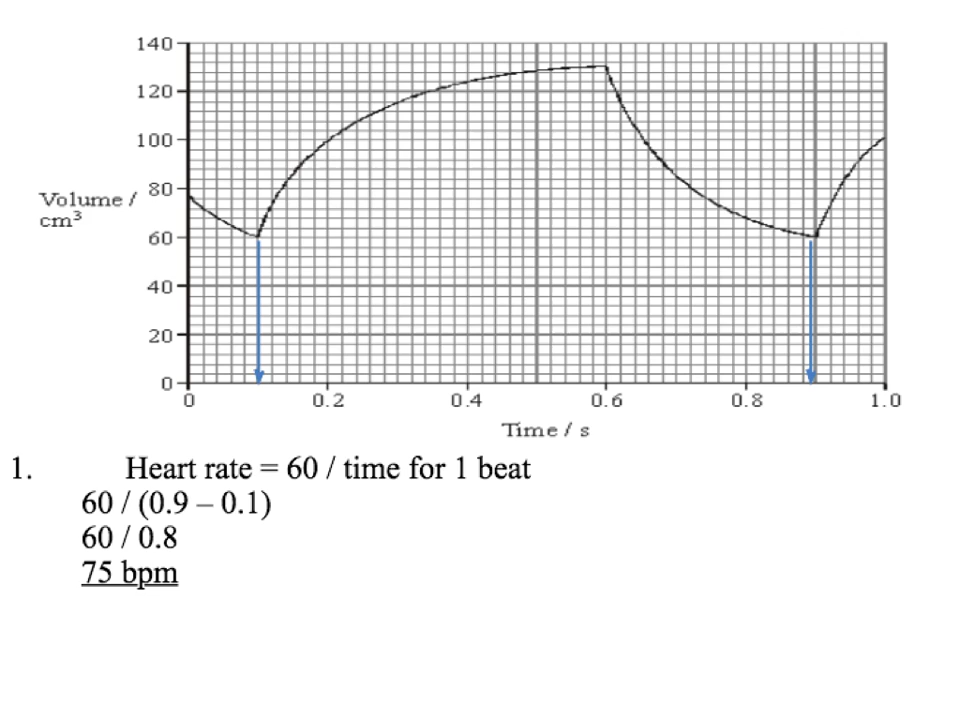 140
120
100
80
Volume /
cm³
60
40
20
0
0 0.2 0.4 0.6 0.8 1.0
Time / s
1. Heart rate = 60 / time for 1 beat
60 / (0.9 – 0.1)
60 / 0.8
75 bpm